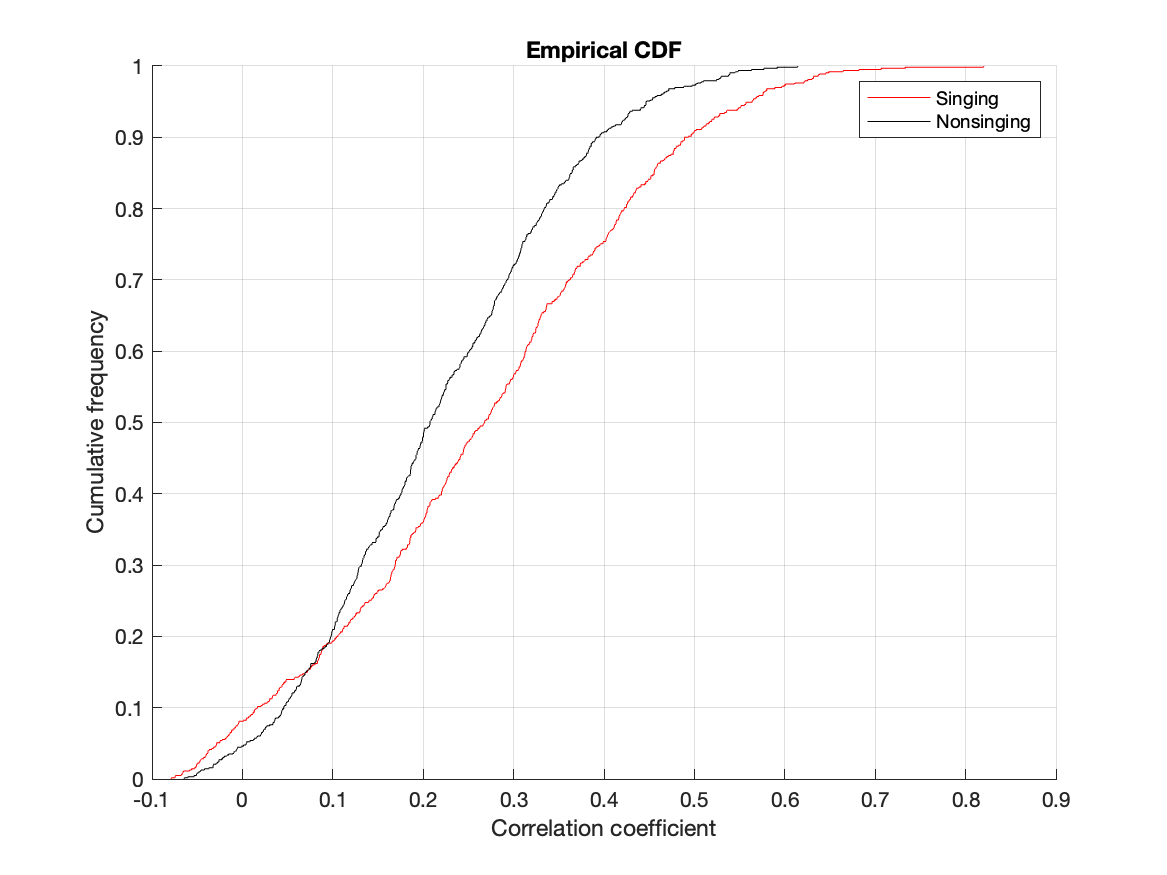 Empirical CDF
1
0.9
0.8
0.7
0.6
0.5
0.4
0.3
0.2
0.1
0
Cumulative frequency
Singing
Nonsinging
-0.1 0 0.1 0.2 0.3 0.4 0.5 0.6 0.7 0.8 0.9
Correlation coefficient